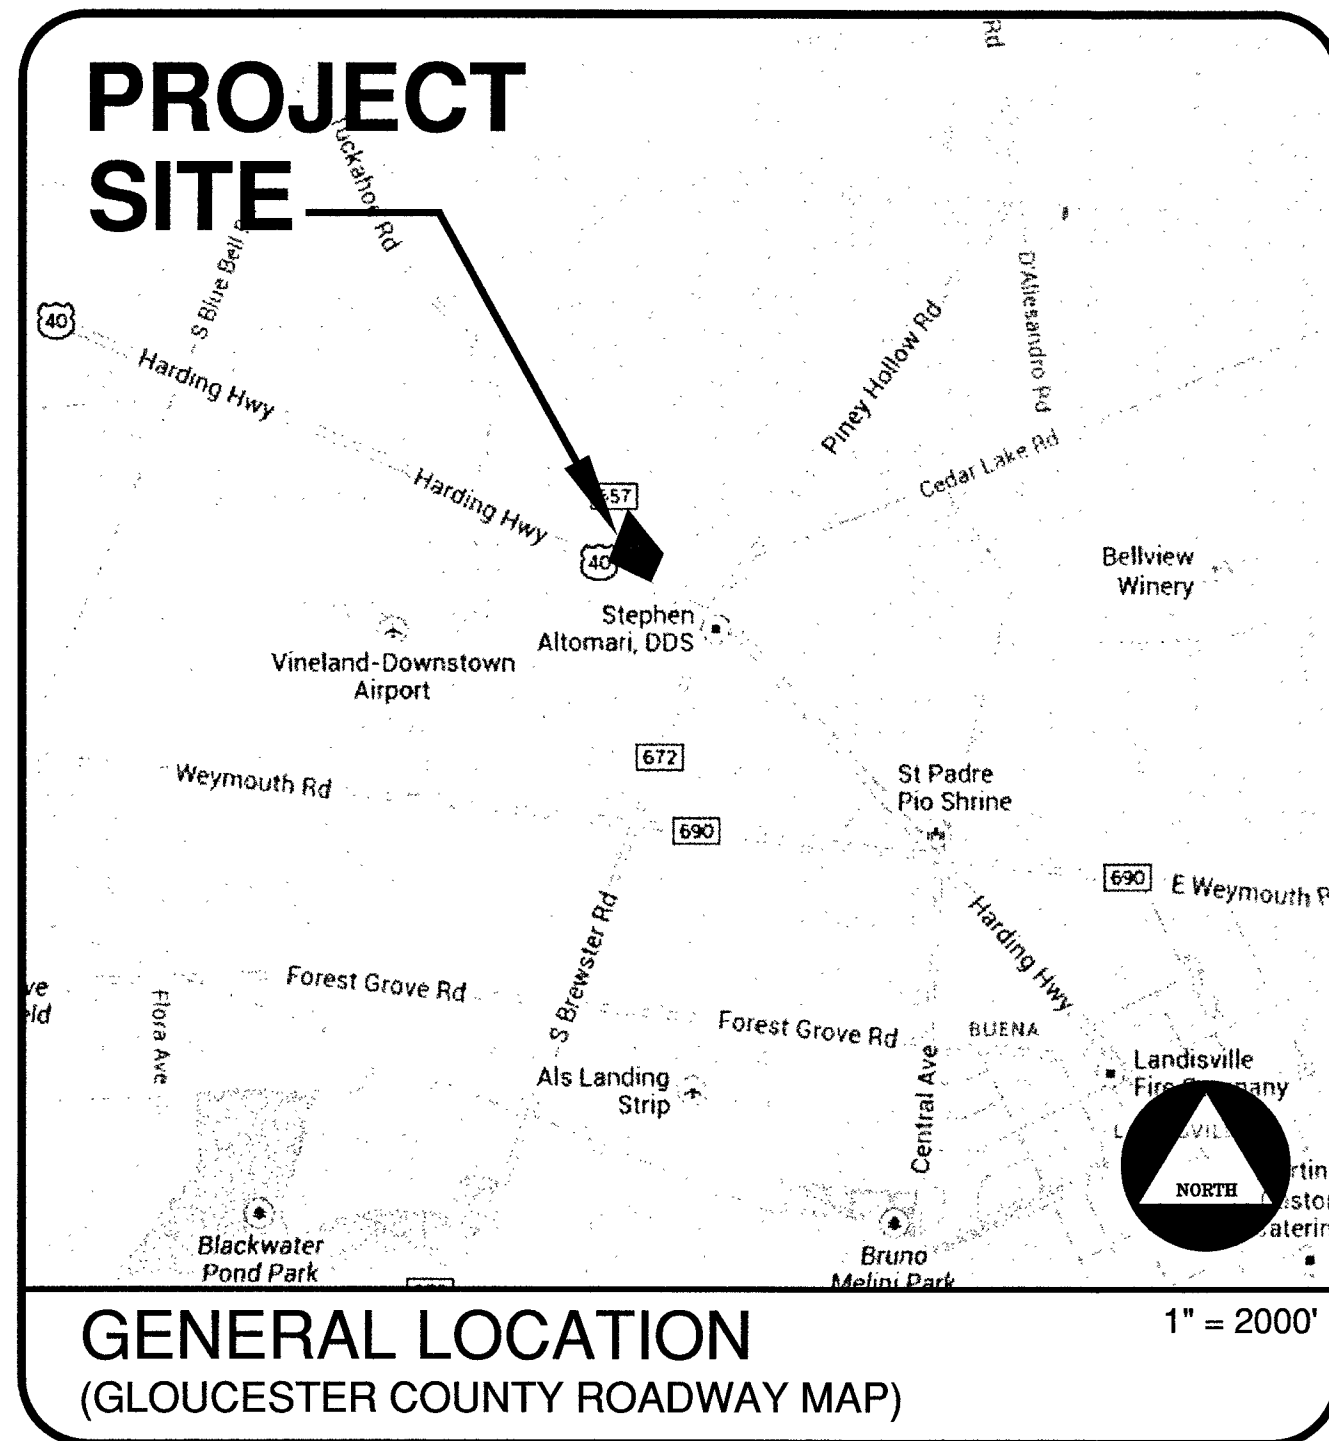 PROJECT
SITE
Rd
S Blue Bell
40
Harding Hwy
Harding Hwy
Piney Hollow Rd
D'Allesandro Rd
Cedar Lake Rd
40
Bellview
Winery
Stephen
Altomari, DDS
Vineland-Downstown
Airport
672
Weymouth Rd
St Padre
Pio Shrine
690
690
E Weymouth R
Harding Hwy
S Brewster Rd
Forest Grove Rd
Flora Ave
Forest Grove Rd
BUENA
Central Ave
Als Landing
Strip
Landisville
NORTH
Blackwater
Pond Park
Bruno
Melini Park
GENERAL LOCATION
1" = 2000'
(GLOUCESTER COUNTY ROADWAY MAP)